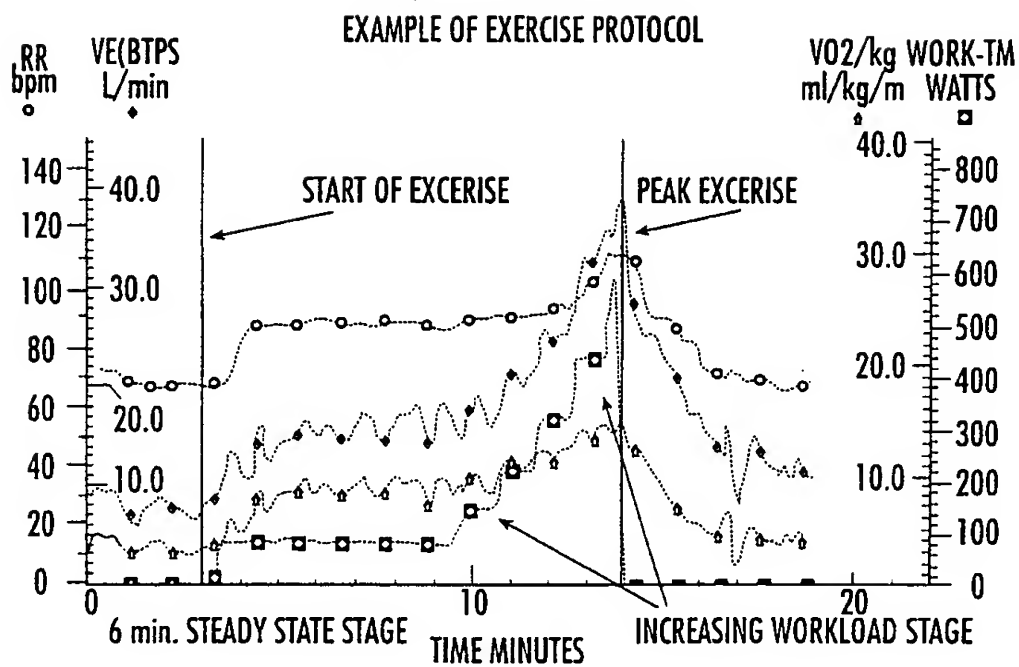 EXAMPLE OF EXERCISE PROTOCOL
RR
bpm
VE(BTPS
L/min
VO2/kg
ml/kg/m
WORK-TM
WATTS
START OF EXCERISE
PEAK EXCERISE
140
120
100
80
60
40
20
0
40.0
30.0
20.0
10.0
40.0
30.0
20.0
10.0
800
700
600
500
400
300
200
100
0
0
10
20
6 min. STEADY STATE STAGE
TIME MINUTES
INCREASING WORKLOAD STAGE